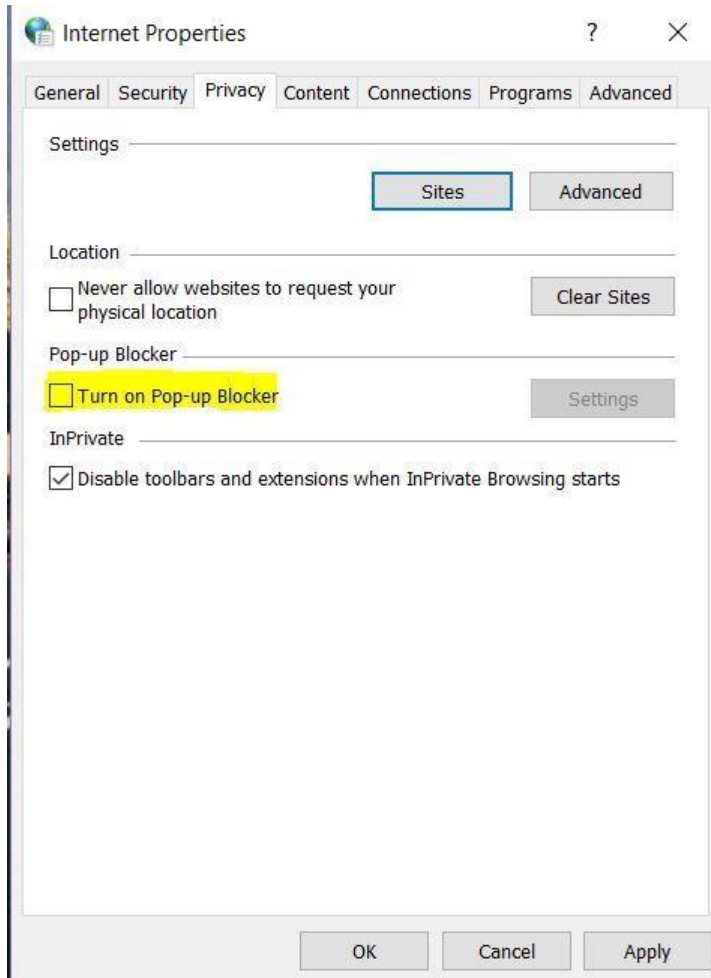 Internet Properties
?
General Security Privacy Content Connections Programs Advanced
Settings
Sites Advanced
Location
Never allow websites to request your
physical location
Clear Sites
Pop-up Blocker
Turn on Pop-up Blocker
Settings
InPrivate
Disable toolbars and extensions when InPrivate Browsing starts
OK Cancel Apply